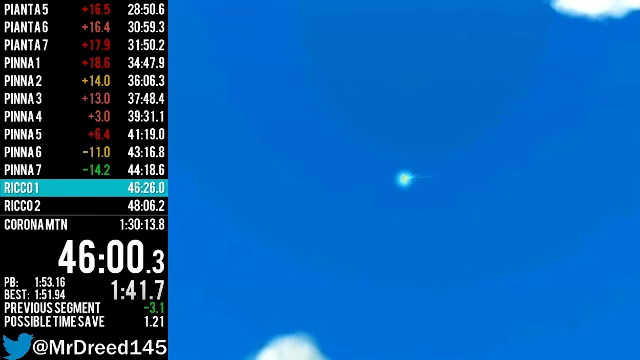 PIANTA 5 +16.5 28:50.6
PIANTA 6 +16.4 30:59.3
PIANTA 7 +17.9 31:50.2
PINNA 1 +18.6 34:47.9
PINNA 2 +14.0 36:06.3
PINNA 3 +13.0 37:48.4
PINNA 4 +3.0 39:31.1
PINNA 5 +6.4 41:19.0
PINNA 6 −11.0 43:16.8
PINNA 7 −14.2 44:18.6
RICCO 1 46:26.0
RICCO 2 48:06.2
CORONA MTN 1:30:13.8
46:00.3
PB: 1:53.16
BEST: 1:51.94 1:41.7
PREVIOUS SEGMENT −3.1
POSSIBLE TIME SAVE 1.21
@MrDreed145